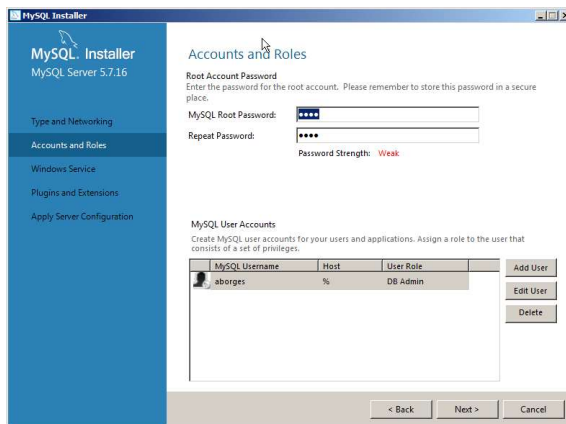 MySQL Installer
MySQL. Installer
MySQL Server 5.7.16
Type and Networking
Accounts and Roles
Windows Service
Plugins and Extensions
Apply Server Configuration
Accounts and Roles
Root Account Password
Enter the password for the root account. Please remember to store this password in a secure
place.
MySQL Root Password:
Repeat Password:
Password Strength: Weak
MySQL User Accounts
Create MySQL user accounts for your users and applications. Assign a role to the user that
consists of a set of privileges.
MySQL Username Host User Role
aborges % DB Admin
Add User
Edit User
Delete
< Back Next > Cancel